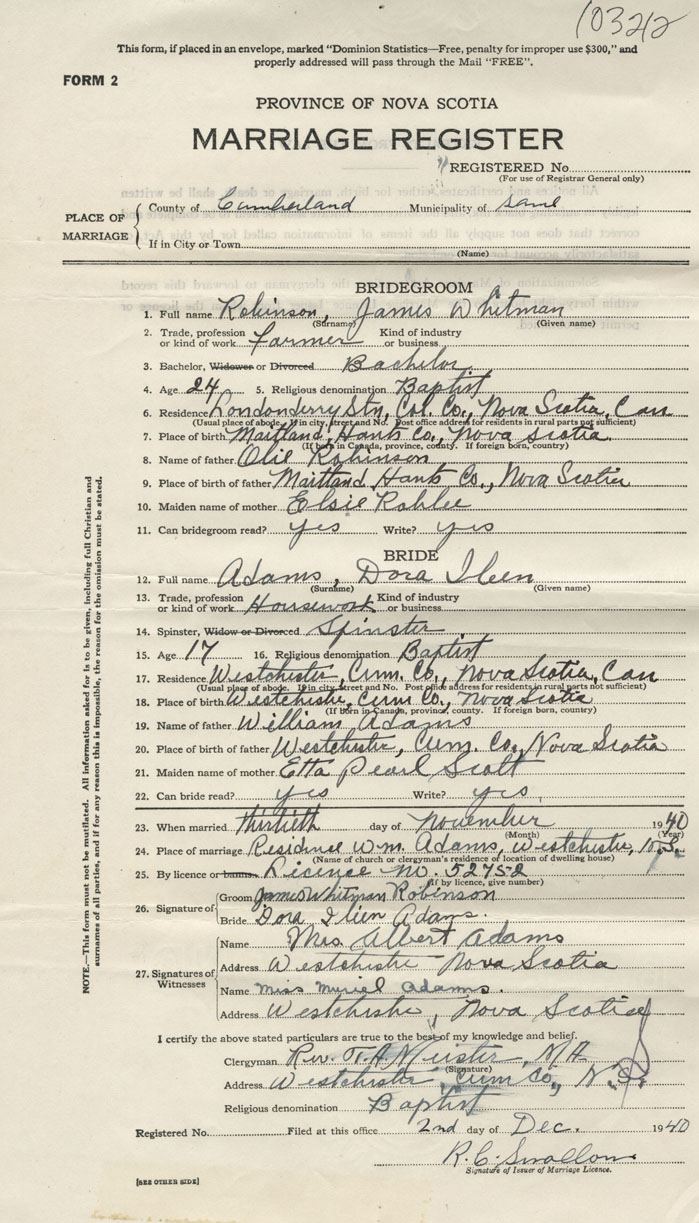 10322
This form, if placed in an envelope, marked "Dominion Statistics—Free, penalty for improper use $300," and
properly addressed will pass through the Mail "FREE".
FORM 2
PROVINCE OF NOVA SCOTIA
MARRIAGE REGISTER
REGISTERED No.
(For use of Registrar General only)
PLACE OF MARRIAGE
County of Cumberland Municipality of same
If in City or Town
(Name)
BRIDEGROOM
1. Full name Robinson, James Whitman
(Surname) (Given name)
2. Trade, profession or kind of work farmer Kind of industry or business
3. Bachelor, Widower or Divorced Bachelor
4. Age 24 5. Religious denomination Baptist
6. Residence Londonderry Stn, Col. Co., Nova Scotia, Can
(Usual place of abode. If in city, street and No. Post office address for residents in rural parts not sufficient)
7. Place of birth Maitland, Hants Co., Nova Scotia.
(If born in Canada, province, county. If foreign born, country)
8. Name of father Olie Robinson
9. Place of birth of father Maitland Hants Co., Nova Scotia
10. Maiden name of mother Elsie Rahlee
11. Can bridegroom read? yes Write? yes
BRIDE
12. Full name Adams, Dora Ileen
(Surname) (Given name)
13. Trade, profession or kind of work Housework Kind of industry or business
14. Spinster, Widow or Divorced Spinster
15. Age 17 16. Religious denomination Baptist
17. Residence Westchester, Cum. Co., Nova Scotia, Can
(Usual place of abode. If in city, street and No. Post office address for residents in rural parts not sufficient)
18. Place of birth Westchester, Cum Co., Nova Scotia
(If born in Canada, province, county. If foreign born, country)
19. Name of father William Adams
20. Place of birth of father Westchester, Cum. Co., Nova Scotia
21. Maiden name of mother Etta Pearl Scott
22. Can bride read? yes Write? yes
23. When married thirtieth day of November 1940
(Month) (Year)
24. Place of marriage Residence Wm. Adams, Westchester, N.S.
(Name of church or clergyman's residence of location of dwelling house)
25. By licence or banns Licence no. 52752
(If by licence, give number)
26. Signature of
Groom James Whitman Robinson
Bride Dora Ilien Adams.
27. Signatures of Witnesses
Name Mrs. Albert Adams
Address Westchester Nova Scotia
Name Miss Muriel Adams.
Address Westchester, Nova Scotia
I certify the above stated particulars are true to the best of my knowledge and belief.
Clergyman Rev. F. A. Meister, MA
(Signature)
Address Westchester, Cum Co., N.S.
Religious denomination Baptist
Registered No. Filed at this office 2nd day of Dec. 1940
R. C. Swallow
Signature of Issuer of Marriage Licence.
[SEE OTHER SIDE]
NOTE.—This form must not be mutilated. All information asked for is to be given, including full Christian and
surnames of all parties, and if for any reason this is impossible, the reason for the omission must be stated.